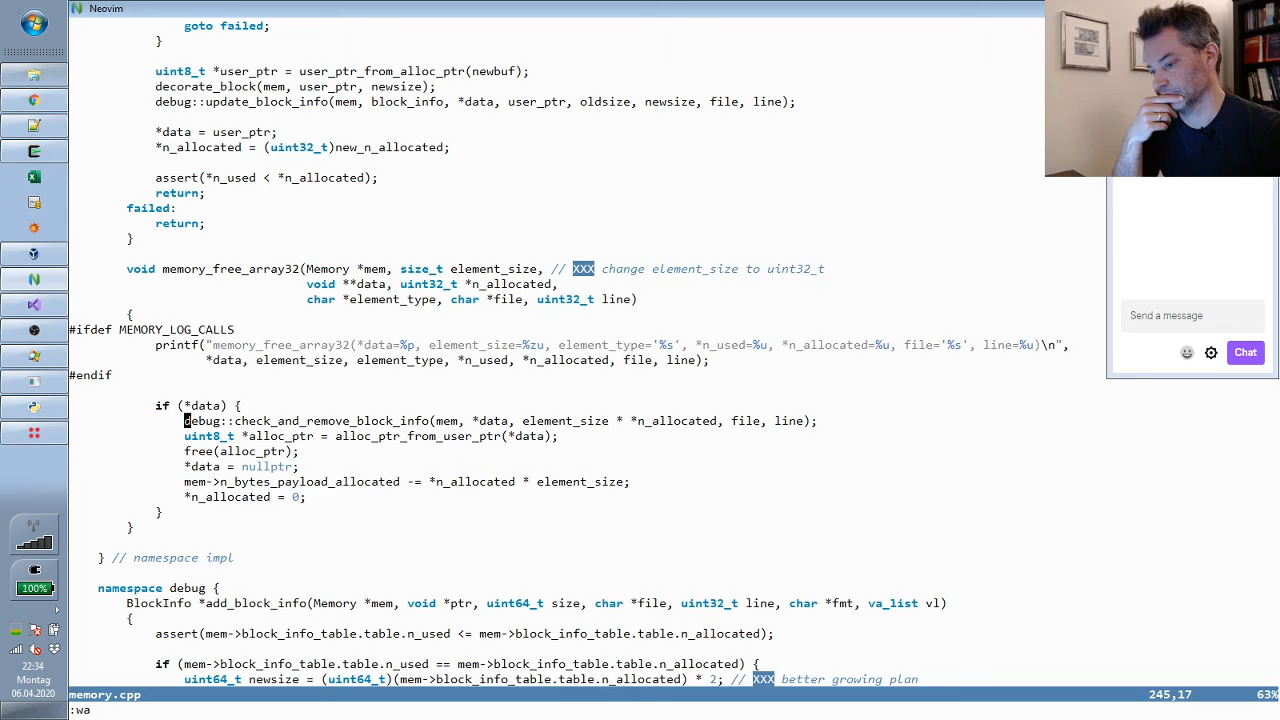 Neovim
goto failed;
}
uint8_t *user_ptr = user_ptr_from_alloc_ptr(newbuf);
decorate_block(mem, user_ptr, newsize);
debug::update_block_info(mem, block_info, *data, user_ptr, oldsize, newsize, file, line);
*data = user_ptr;
*n_allocated = (uint32_t)new_n_allocated;
assert(*n_used < *n_allocated);
return;
failed:
return;
}
void memory_free_array32(Memory *mem, size_t element_size, // XXX change element_size to uint32_t
void **data, uint32_t *n_allocated,
char *element_type, char *file, uint32_t line)
{
#ifdef MEMORY_LOG_CALLS
printf("memory_free_array32(*data=%p, element_size=%zu, element_type='%s', *n_used=%u, *n_allocated=%u, file='%s', line=%u)\n",
*data, element_size, element_type, *n_used, *n_allocated, file, line);
#endif
if (*data) {
debug::check_and_remove_block_info(mem, *data, element_size * *n_allocated, file, line);
uint8_t *alloc_ptr = alloc_ptr_from_user_ptr(*data);
free(alloc_ptr);
*data = nullptr;
mem->n_bytes_payload_allocated -= *n_allocated * element_size;
*n_allocated = 0;
}
}
} // namespace impl
namespace debug {
BlockInfo *add_block_info(Memory *mem, void *ptr, uint64_t size, char *file, uint32_t line, char *fmt, va_list vl)
{
assert(mem->block_info_table.table.n_used <= mem->block_info_table.table.n_allocated);
if (mem->block_info_table.table.n_used == mem->block_info_table.table.n_allocated) {
uint64_t newsize = (uint64_t)(mem->block_info_table.table.n_allocated) * 2; // XXX better growing plan
memory.cpp 245,17 63%
:wa
Send a message
Chat
100%
22:34
Montag
06.04.2020